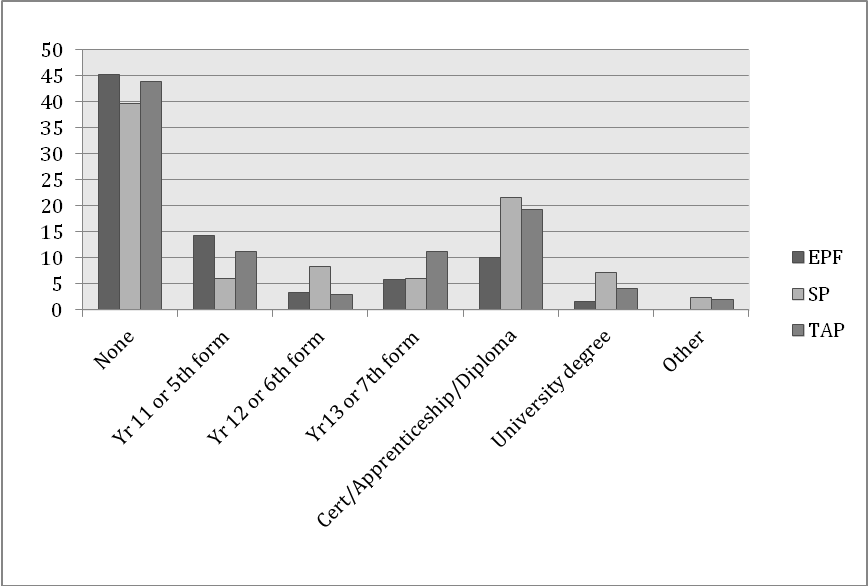 50
45
40
35
30
25
20
15
10
5
0
None
Yr 11 or 5th form
Yr 12 or 6th form
Yr13 or 7th form
Cert/Apprenticeship/Diploma
University degree
Other
EPF
SP
TAP